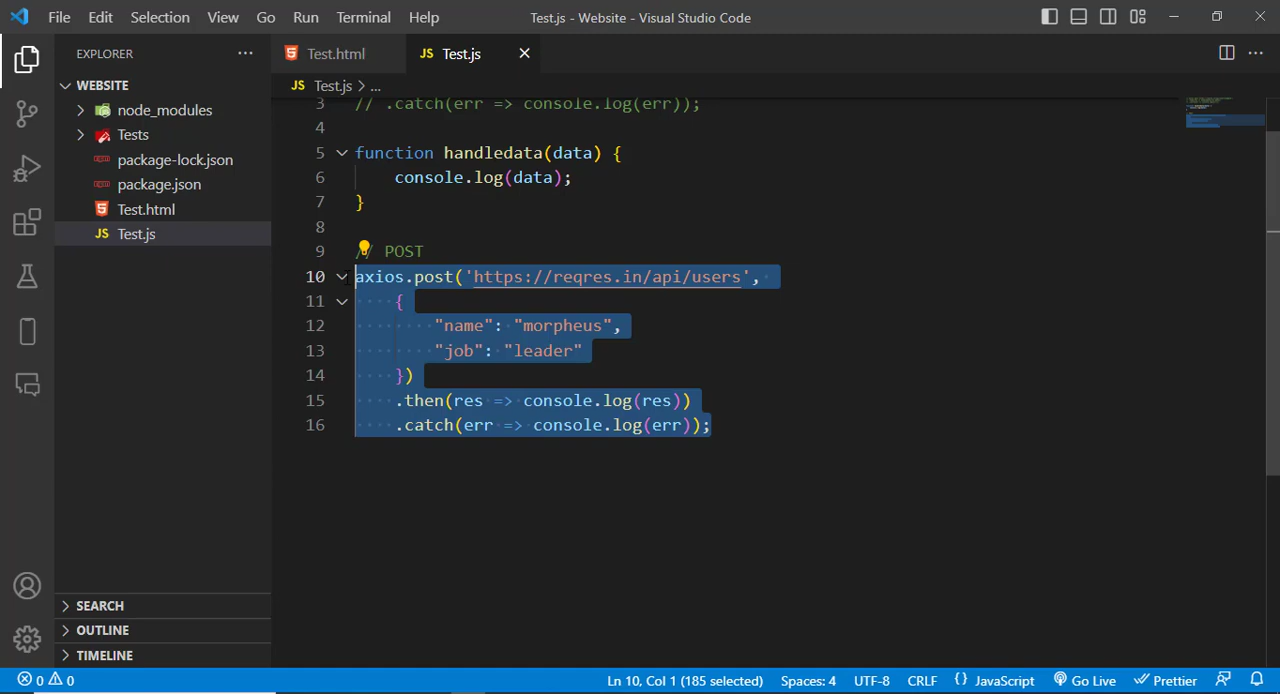 File Edit Selection View Go Run Terminal Help Test.js - Website - Visual Studio Code
EXPLORER ···
Test.html
JS Test.js
WEBSITE
node_modules
Tests
package-lock.json
package.json
Test.html
JS Test.js
SEARCH
OUTLINE
TIMELINE
JS Test.js > ...
3 // .catch(err => console.log(err));
4
5 function handledata(data) {
6 console.log(data);
7 }
8
9 // POST
10 axios.post('https://reqres.in/api/users',
11 {
12 "name": "morpheus",
13 "job": "leader"
14 })
15 .then(res => console.log(res))
16 .catch(err => console.log(err));
0 0 Ln 10, Col 1 (185 selected) Spaces: 4 UTF-8 CRLF {} JavaScript Go Live Prettier